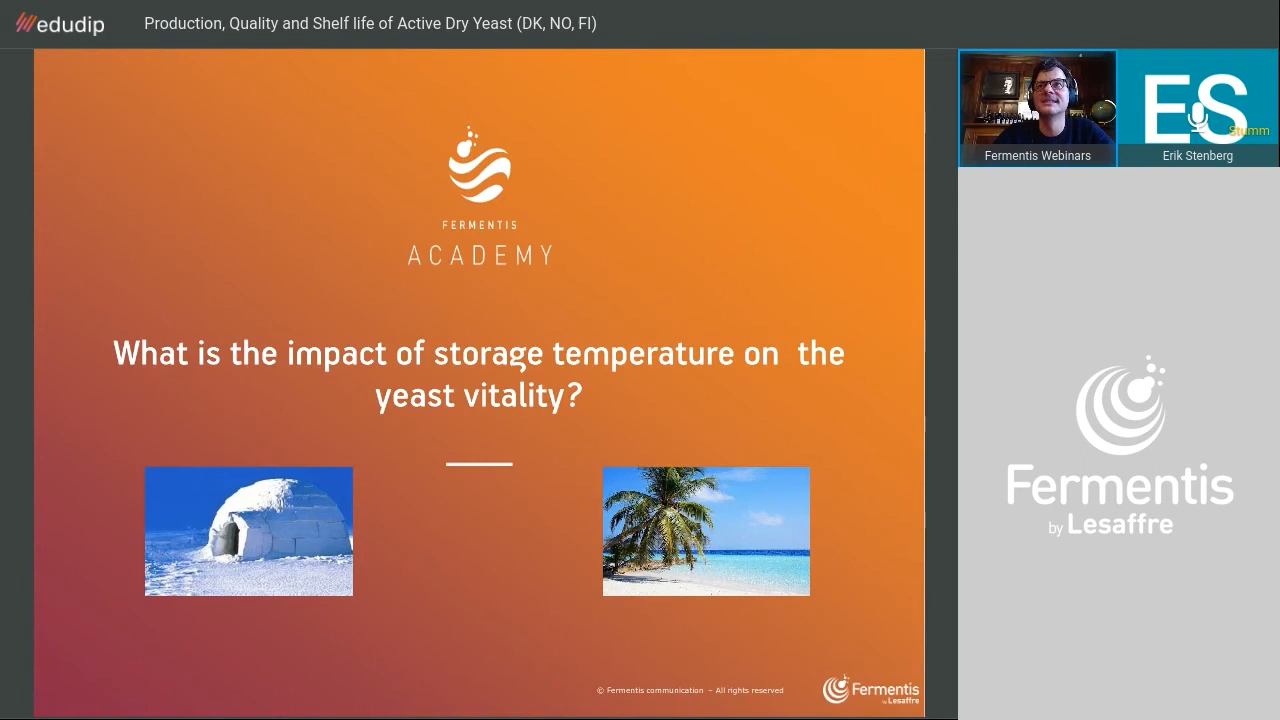 edudip
Production, Quality and Shelf life of Active Dry Yeast (DK, NO, FI)
FERMENTIS
ACADEMY
What is the impact of storage temperature on the
yeast vitality?
© Fermentis communication – All rights reserved
Fermentis
by Lesaffre
Fermentis Webinars
ES
Stumm
Erik Stenberg
Fermentis
by Lesaffre